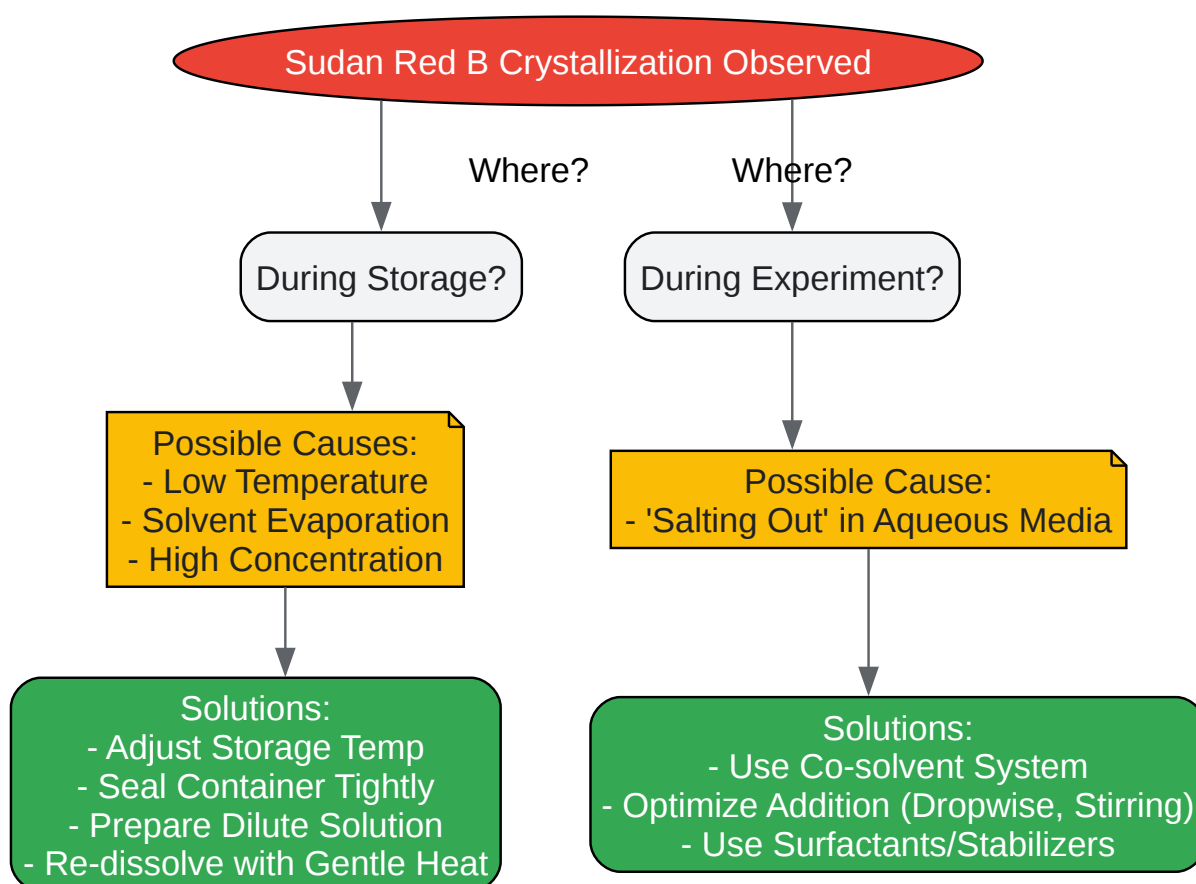 Sudan Red B Crystallization Observed
Where?
Where?
During Storage?
During Experiment?
Possible Causes:
- Low Temperature
- Solvent Evaporation
- High Concentration
Possible Cause:
- 'Salting Out' in Aqueous Media
Solutions:
- Adjust Storage Temp
- Seal Container Tightly
- Prepare Dilute Solution
- Re-dissolve with Gentle Heat
Solutions:
- Use Co-solvent System
- Optimize Addition (Dropwise, Stirring)
- Use Surfactants/Stabilizers